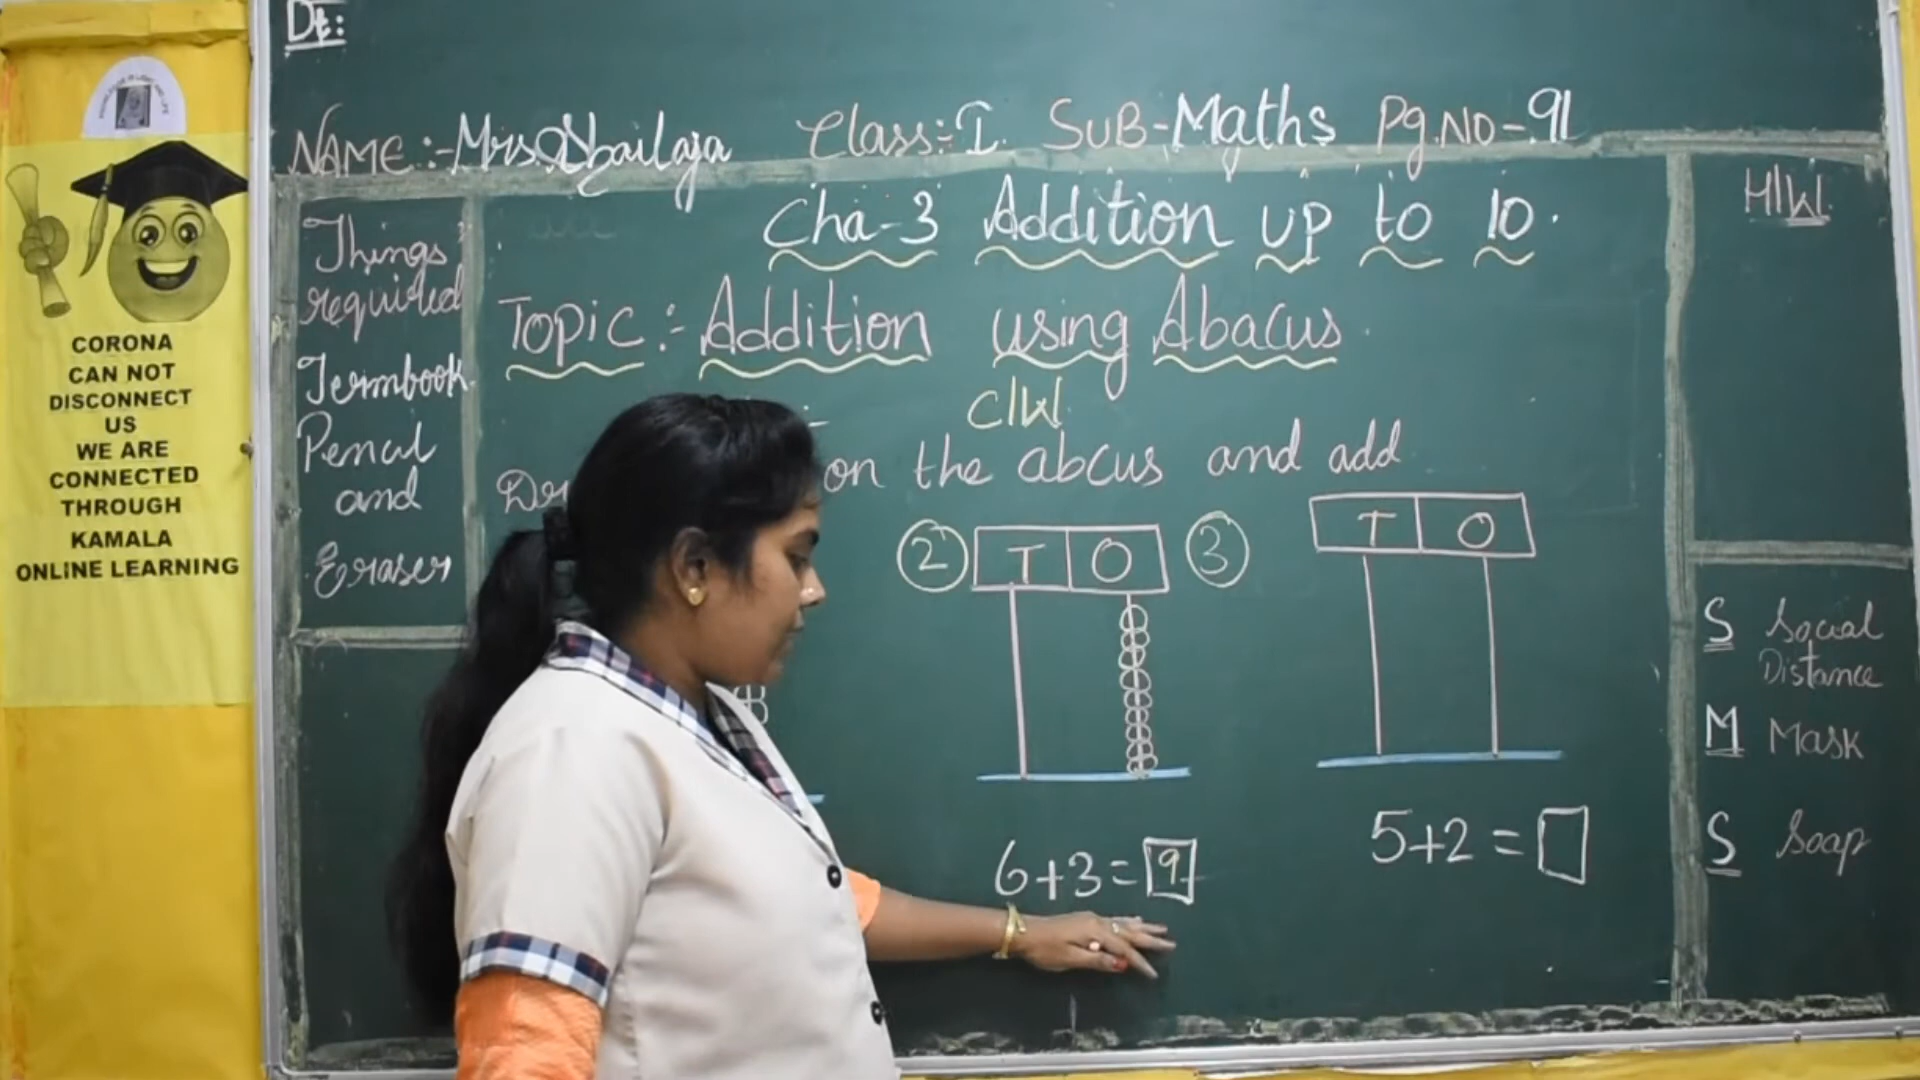 Dt:
NAME:- Mrs. Shailaja Class:- I. SUB-Maths Pg.NO-91
Things
required
Termbook
Pencil
and
Eraser
Cha-3 Addition up to 10.
Topic:- Addition using Abacus.
C/W
on the abcus and add
② T O
6+3=9
③ T O
5+2=
H/W
S Social
Distance
M Mask
S Soap
CORONA
CAN NOT
DISCONNECT
US
WE ARE
CONNECTED
THROUGH
KAMALA
ONLINE LEARNING